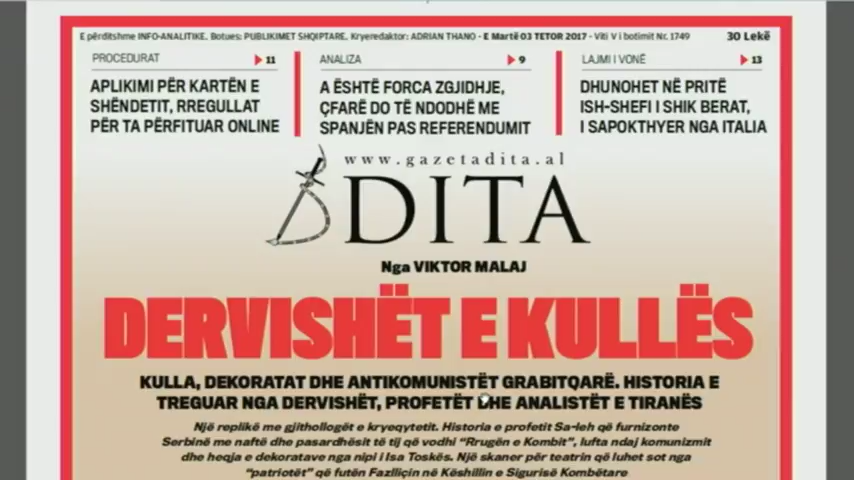 E përditshme INFO-ANALITIKE. Botues: PUBLIKIMET SHQIPTARE. Kryeredaktor: ADRIAN THANO - E Martë 03 TETOR 2017 - Viti V i botimit Nr. 1749 30 Lekë
PROCEDURAT 11
APLIKIMI PËR KARTËN E
SHËNDETIT, RREGULLAT
PËR TA PËRFITUAR ONLINE
ANALIZA 9
A ËSHTË FORCA ZGJIDHJE,
ÇFARË DO TË NDODHË ME
SPANJËN PAS REFERENDUMIT
LAJMI I VONË 13
DHUNOHET NË PRITË
ISH-SHEFI I SHIK BERAT,
I SAPOKTHYER NGA ITALIA
www.gazetadita.al
DITA
Nga VIKTOR MALAJ
DERVISHËT E KULLËS
KULLA, DEKORATAT DHE ANTIKOMUNISTËT GRABITQARË. HISTORIA E
TREGUAR NGA DERVISHËT, PROFETËT DHE ANALISTËT E TIRANËS
Një replikë me gjithollogët e kryeqytetit. Historia e profetit Sa-leh që furnizonte
Serbinë me naftë dhe pasardhësit të tij që vodhi “Rrugën e Kombit”, lufta ndaj komunizmit
dhe heqja e dekoratave nga nipi i Isa Toskës. Një skaner për teatrin që luhet sot nga
“patriotët” që futën Fazlliçin në Këshillin e Sigurisë Kombëtare